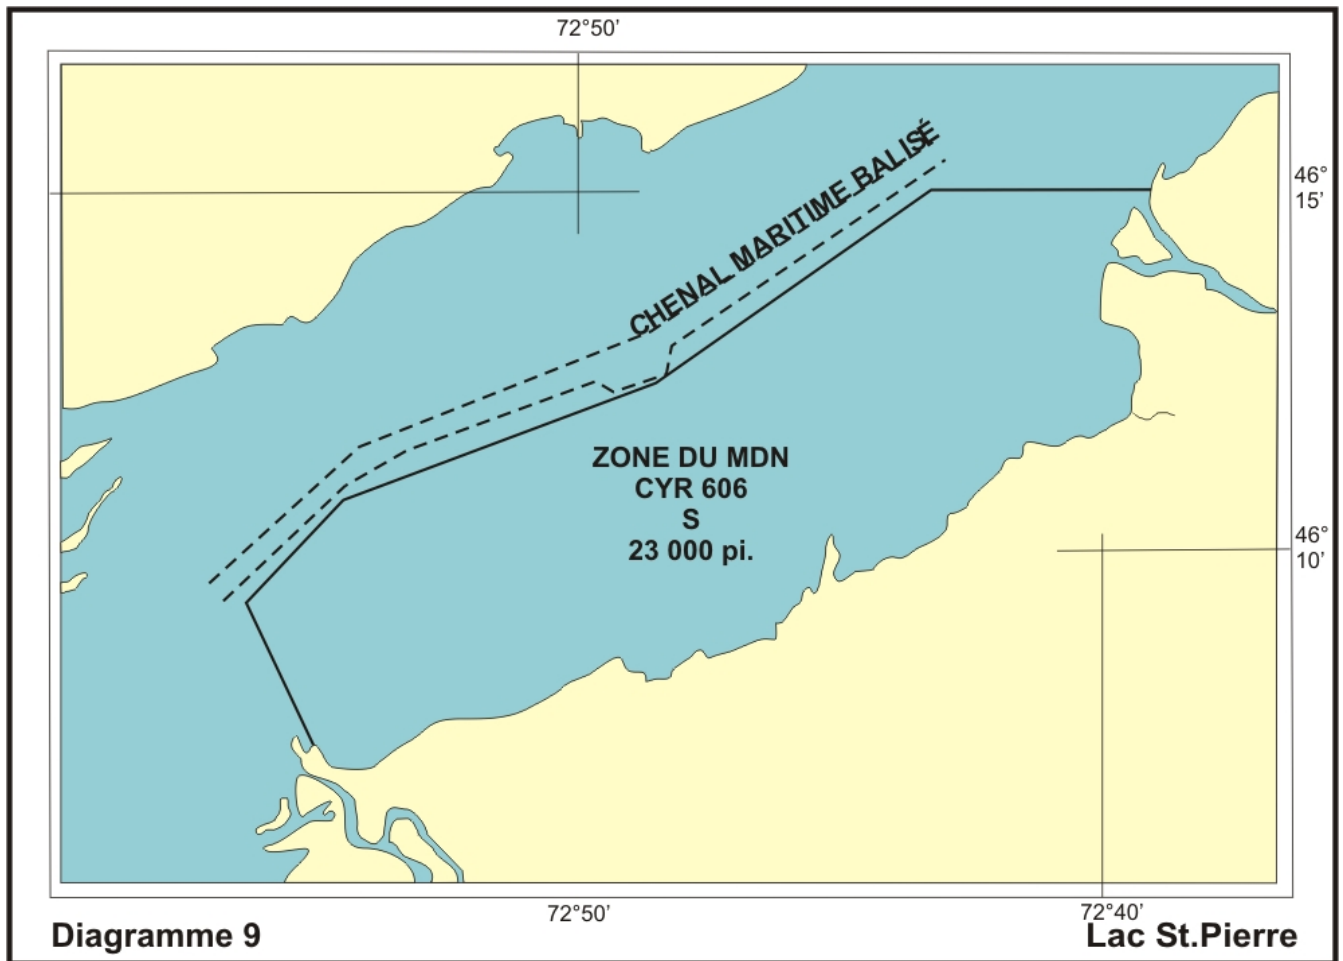 72°50’
CHENAL MARITIME BALISÉ
46°
15’
ZONE DU MDN
CYR 606
S
23 000 pi.
46°
10’
72°50’
72°40’
Diagramme 9
Lac St.Pierre